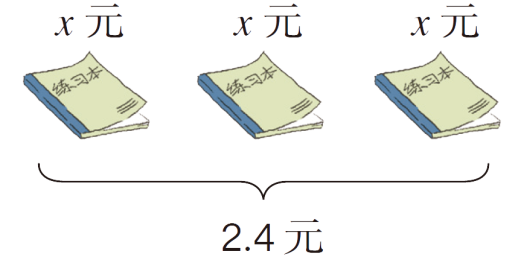 x 元 x 元 x 元
练习本 练习本 练习本
2.4 元